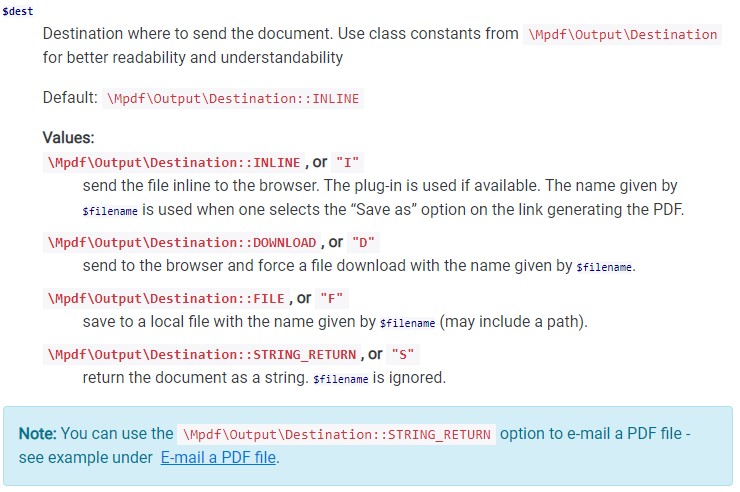 $dest
Destination where to send the document. Use class constants from \Mpdf\Output\Destination
for better readability and understandability
Default: \Mpdf\Output\Destination::INLINE
Values:
\Mpdf\Output\Destination::INLINE , or "I"
send the file inline to the browser. The plug-in is used if available. The name given by
$filename is used when one selects the “Save as” option on the link generating the PDF.
\Mpdf\Output\Destination::DOWNLOAD , or "D"
send to the browser and force a file download with the name given by $filename.
\Mpdf\Output\Destination::FILE , or "F"
save to a local file with the name given by $filename (may include a path).
\Mpdf\Output\Destination::STRING_RETURN , or "S"
return the document as a string. $filename is ignored.
Note: You can use the \Mpdf\Output\Destination::STRING_RETURN option to e-mail a PDF file -
see example under E-mail a PDF file.